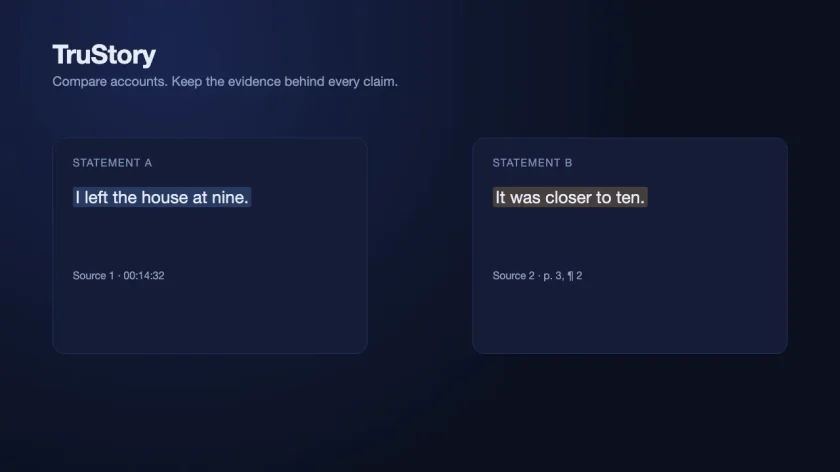 TruStory
Compare accounts. Keep the evidence behind every claim.
STATEMENT A
I left the house at nine.
Source 1 · 00:14:32
STATEMENT B
It was closer to ten.
Source 2 · p. 3, ¶ 2